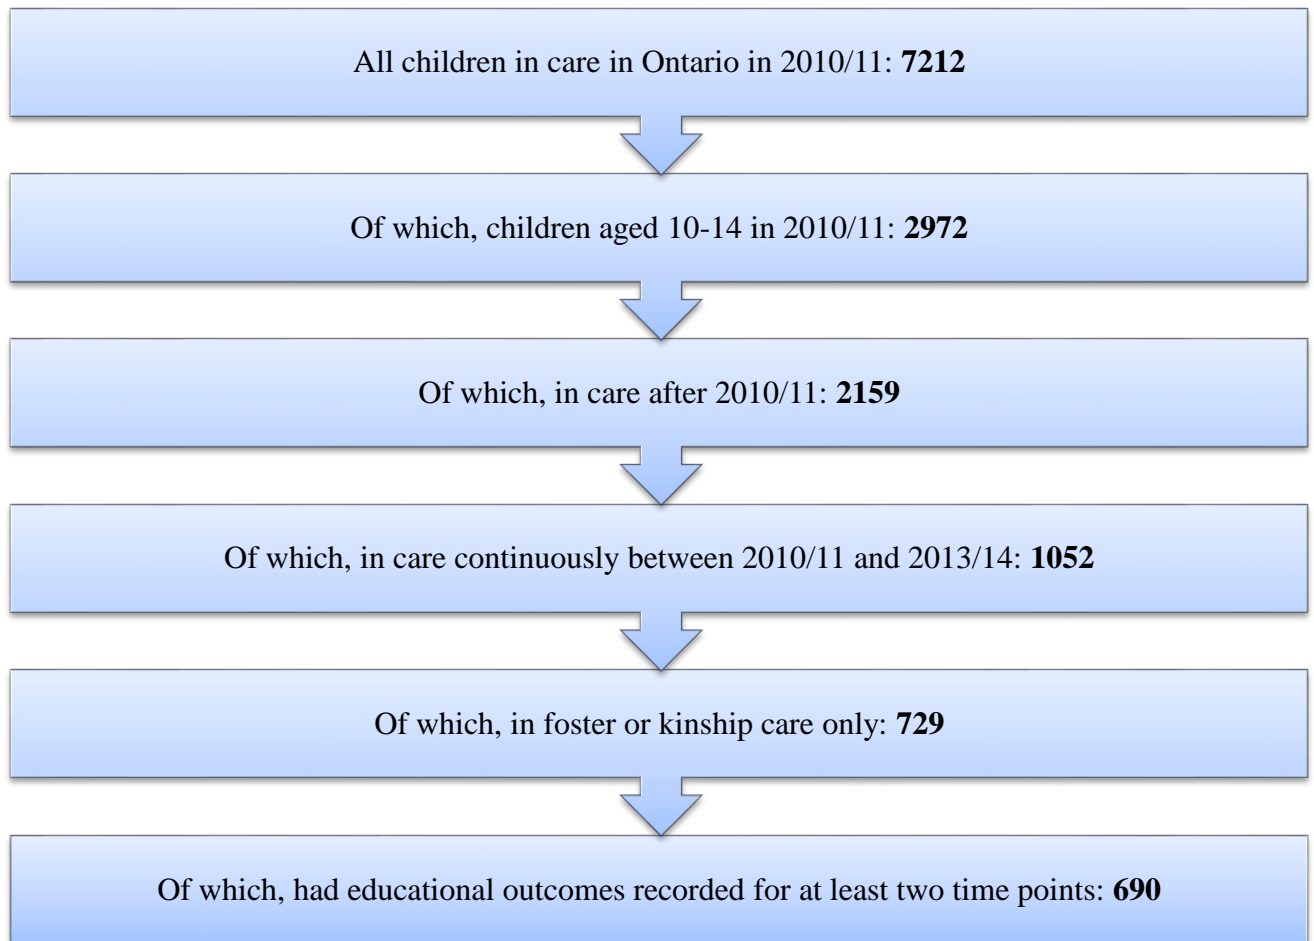 All children in care in Ontario in 2010/11: 7212
Of which, children aged 10-14 in 2010/11: 2972
Of which, in care after 2010/11: 2159
Of which, in care continuously between 2010/11 and 2013/14: 1052
Of which, in foster or kinship care only: 729
Of which, had educational outcomes recorded for at least two time points: 690